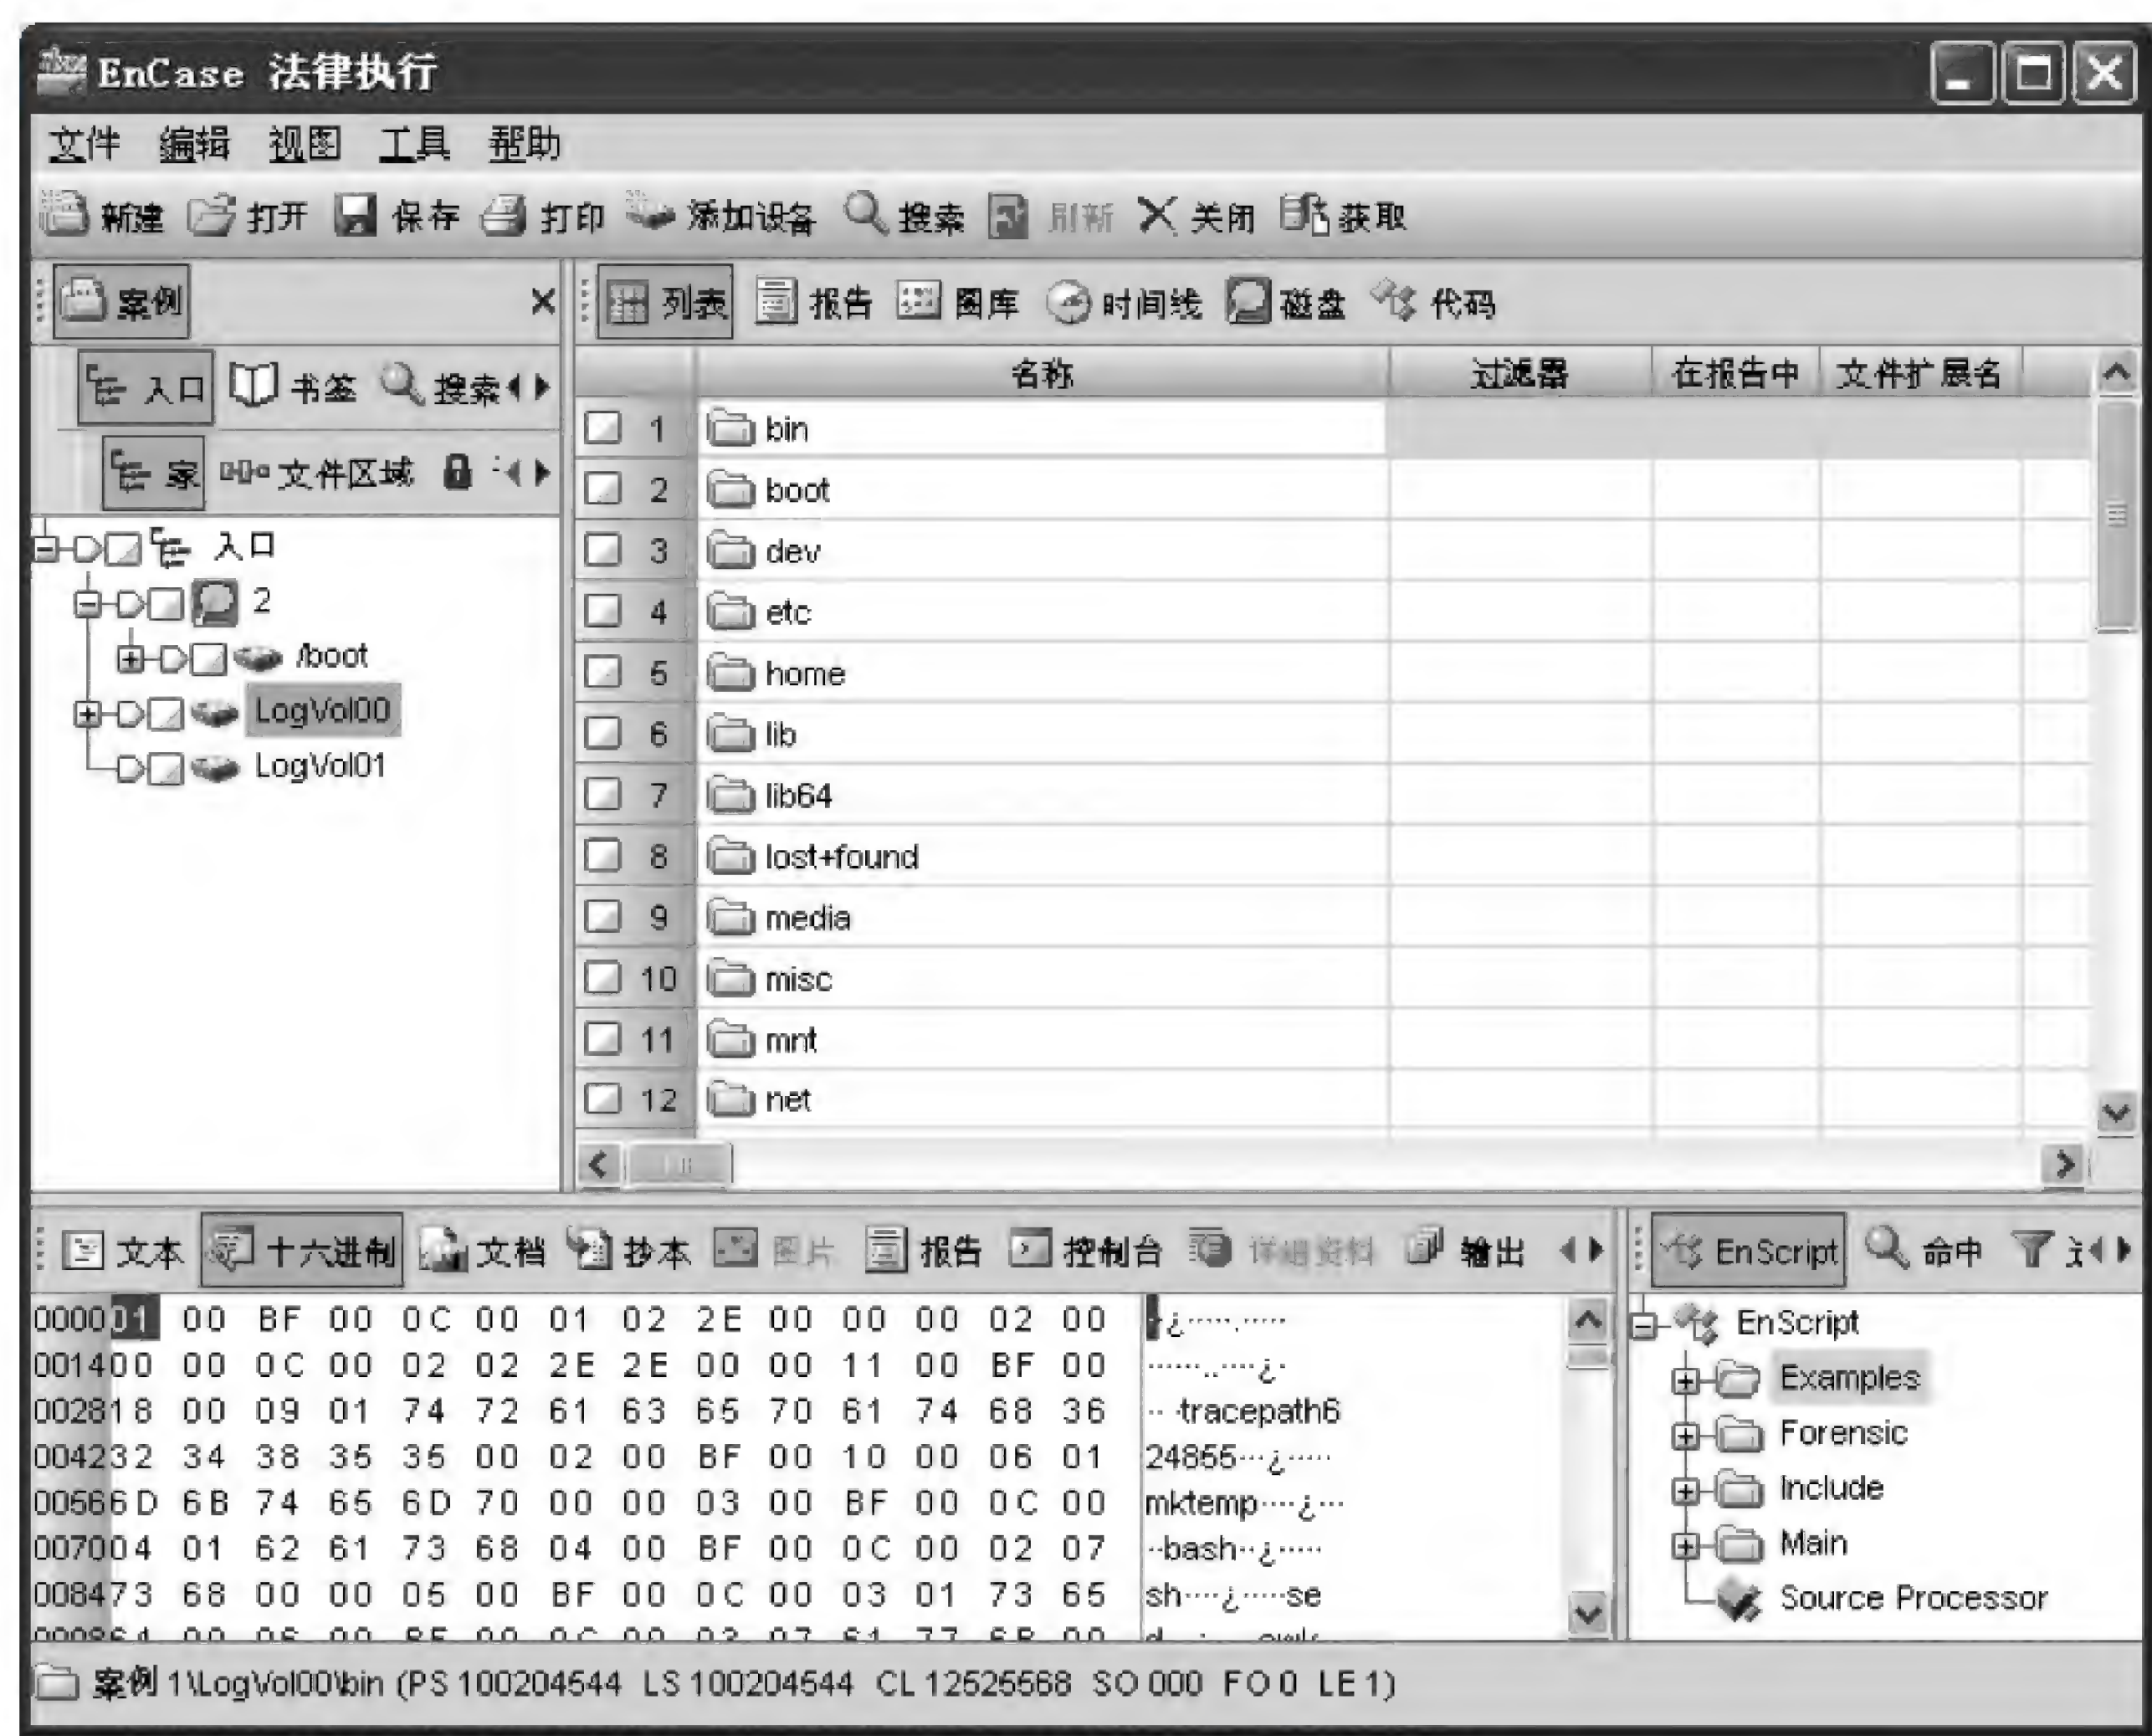 EnCase 法律执行
文件 编辑 视图 工具 帮助
新建 打开 保存 打印 添加设备 搜索 刷新 关闭 获取
案例
列表 报告 图库 时间线 磁盘 代码
入口 书签 搜索
家 文件区域
入口
2
/boot
LogVol00
LogVol01
名称 过滤器 在报告中 文件扩展名
1 bin
2 boot
3 dev
4 etc
5 home
6 lib
7 lib64
8 lost+found
9 media
10 misc
11 mnt
12 net
文本 十六进制 文档 抄本 图片 报告 控制台 详细资料 输出
EnScript 命中
000001 00 BF 00 0C 00 01 02 2E 00 00 00 02 00 ·¿·····.·····
001400 00 0C 00 02 02 2E 2E 00 00 11 00 BF 00 ······..····¿·
002818 00 09 01 74 72 61 63 65 70 61 74 68 36 ····tracepath6
004232 34 38 35 35 00 02 00 BF 00 10 00 06 01 24855···¿·····
00566D 6B 74 65 6D 70 00 00 03 00 BF 00 0C 00 mktemp····¿···
007004 01 62 61 73 68 04 00 BF 00 0C 00 02 07 ··bash··¿·····
008473 68 00 00 05 00 BF 00 0C 00 03 01 73 65 sh····¿·····se
EnScript
Examples
Forensic
Include
Main
Source Processor
案例 1\LogVol00\bin (PS 100204544 LS 100204544 CL 12525568 SO 000 FO 0 LE 1)